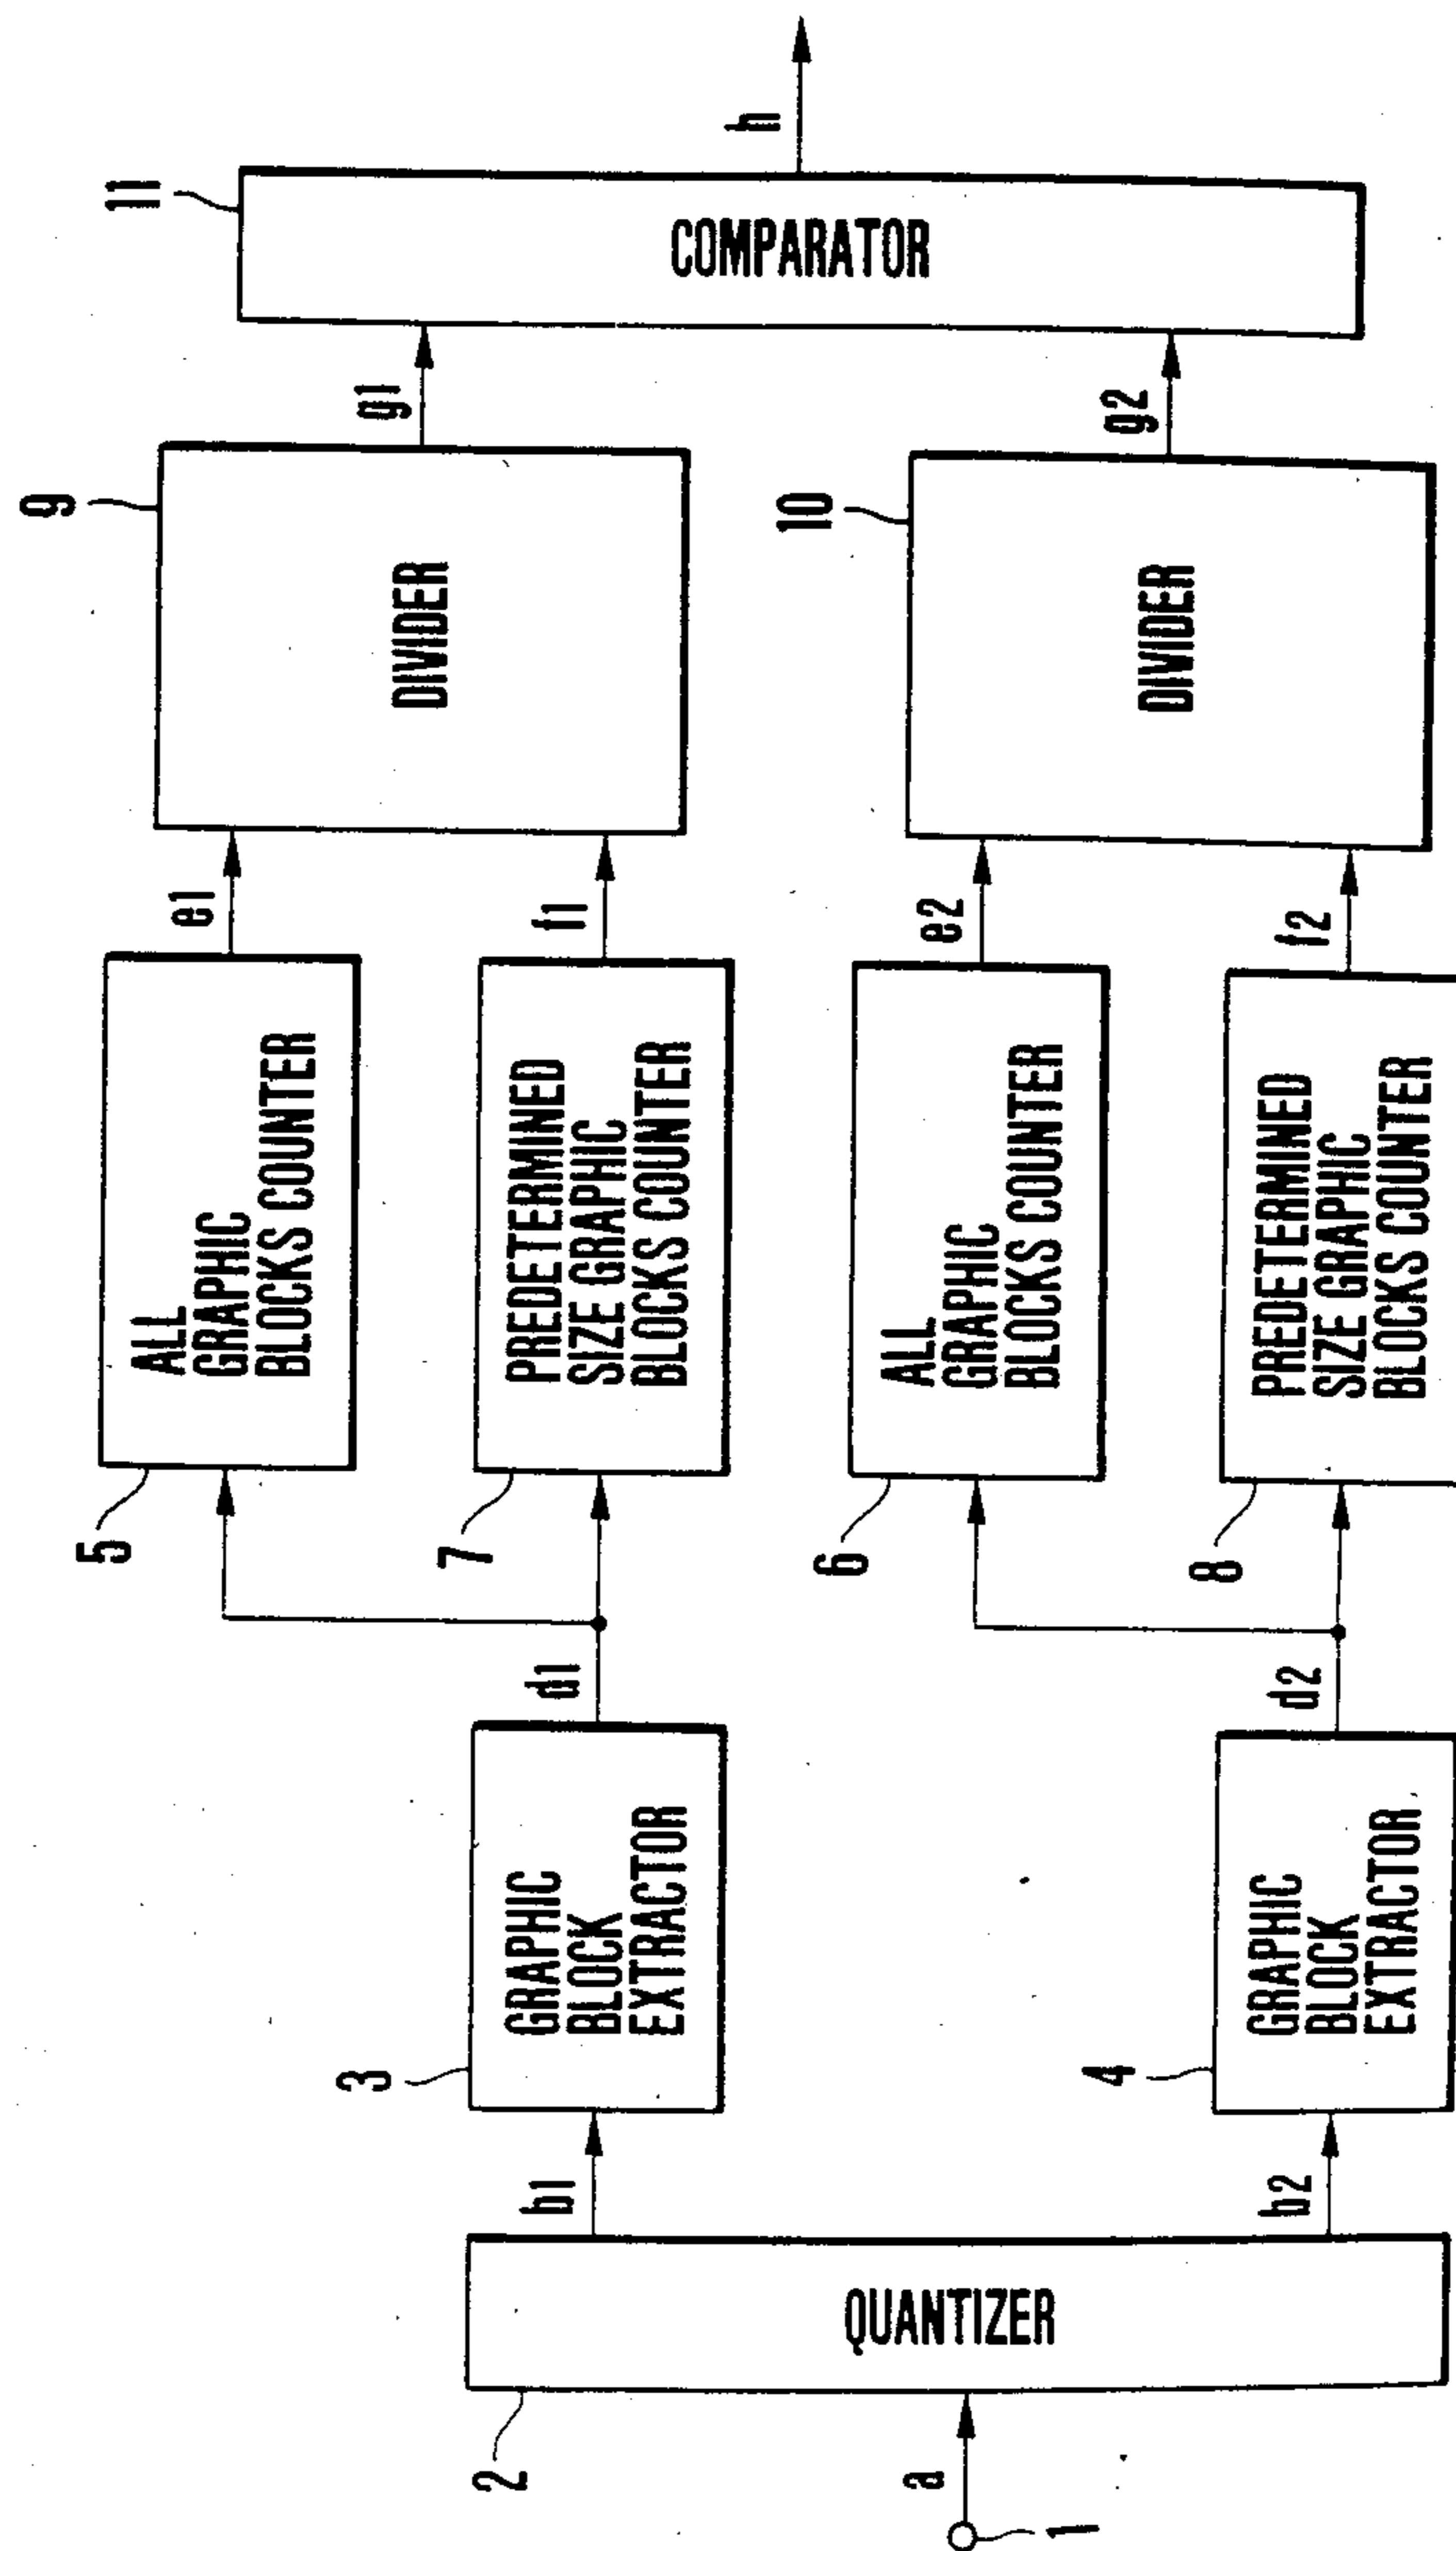 1
a
2
QUANTIZER
b1
b2
3
GRAPHIC
BLOCK
EXTRACTOR
4
GRAPHIC
BLOCK
EXTRACTOR
d1
d2
5
ALL
GRAPHIC
BLOCKS COUNTER
7
PREDETERMINED
SIZE GRAPHIC
BLOCKS COUNTER
6
ALL
GRAPHIC
BLOCKS COUNTER
8
PREDETERMINED
SIZE GRAPHIC
BLOCKS COUNTER
e1
f1
e2
f2
9
DIVIDER
10
DIVIDER
g1
g2
11
COMPARATOR
h